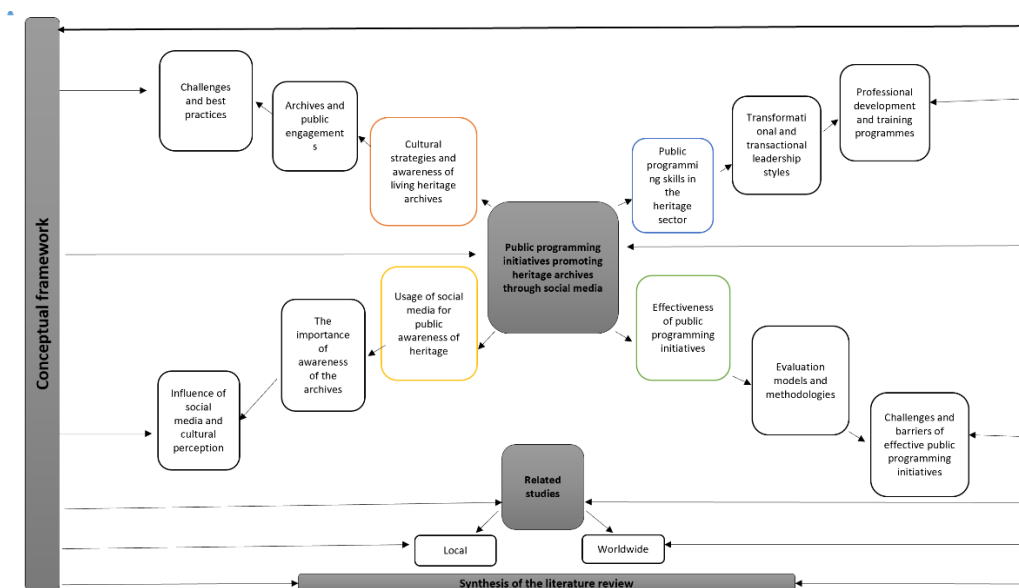 Conceptual framework
Challenges
and best
practices
Archives and
public
engagement
s
Cultural
strategies and
awareness of
living heritage
archives
Public
programmi
ng skills in
the
heritage
sector
Transformati
onal and
transactional
leadership
styles
Professional
development
and training
programmes
Public programming
initiatives promoting
heritage archives
through social media
Usage of social
media for
public
awareness of
heritage
The
importance
of
awareness
of the
archives
Influence of
social
media and
cultural
perception
Effectiveness
of public
programming
initiatives
Evaluation
models and
methodologies
Challenges and
barriers of
effective public
programming
initiatives
Related
studies
Local
Worldwide
Synthesis of the literature review